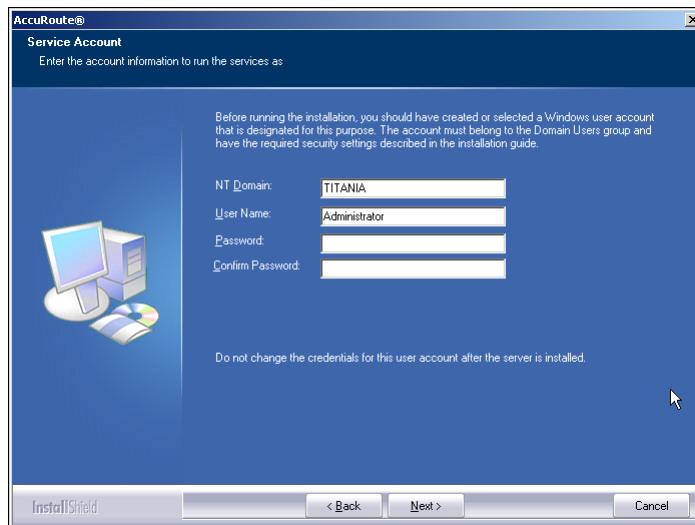 AccuRoute®
Service Account
Enter the account information to run the services as
Before running the installation, you should have created or selected a Windows user account
that is designated for this purpose. The account must belong to the Domain Users group and
have the required security settings described in the installation guide.
NT Domain: TITANIA
User Name: Administrator
Password:
Confirm Password:
Do not change the credentials for this user account after the server is installed.
InstallShield
< Back Next > Cancel